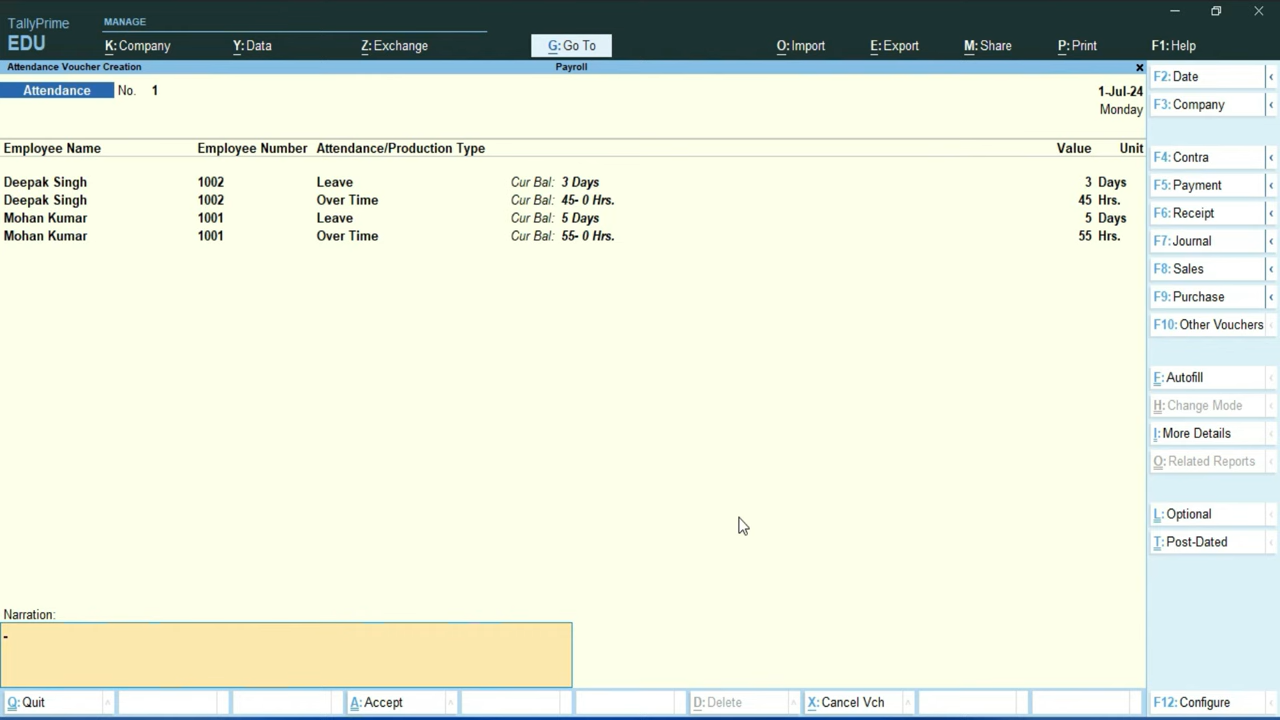 TallyPrime
EDU
MANAGE
K: Company
Y: Data
Z: Exchange
G: Go To
O: Import
E: Export
M: Share
P: Print
F1: Help
Attendance Voucher Creation
Payroll
Attendance No. 1
1-Jul-24
Monday
Employee Name Employee Number Attendance/Production Type Value Unit
Deepak Singh 1002 Leave Cur Bal: 3 Days 3 Days
Deepak Singh 1002 Over Time Cur Bal: 45- 0 Hrs. 45 Hrs.
Mohan Kumar 1001 Leave Cur Bal: 5 Days 5 Days
Mohan Kumar 1001 Over Time Cur Bal: 55- 0 Hrs. 55 Hrs.
Narration:
F2: Date
F3: Company
F4: Contra
F5: Payment
F6: Receipt
F7: Journal
F8: Sales
F9: Purchase
F10: Other Vouchers
F: Autofill
H: Change Mode
I: More Details
O: Related Reports
L: Optional
T: Post-Dated
Q: Quit
A: Accept
D: Delete
X: Cancel Vch
F12: Configure